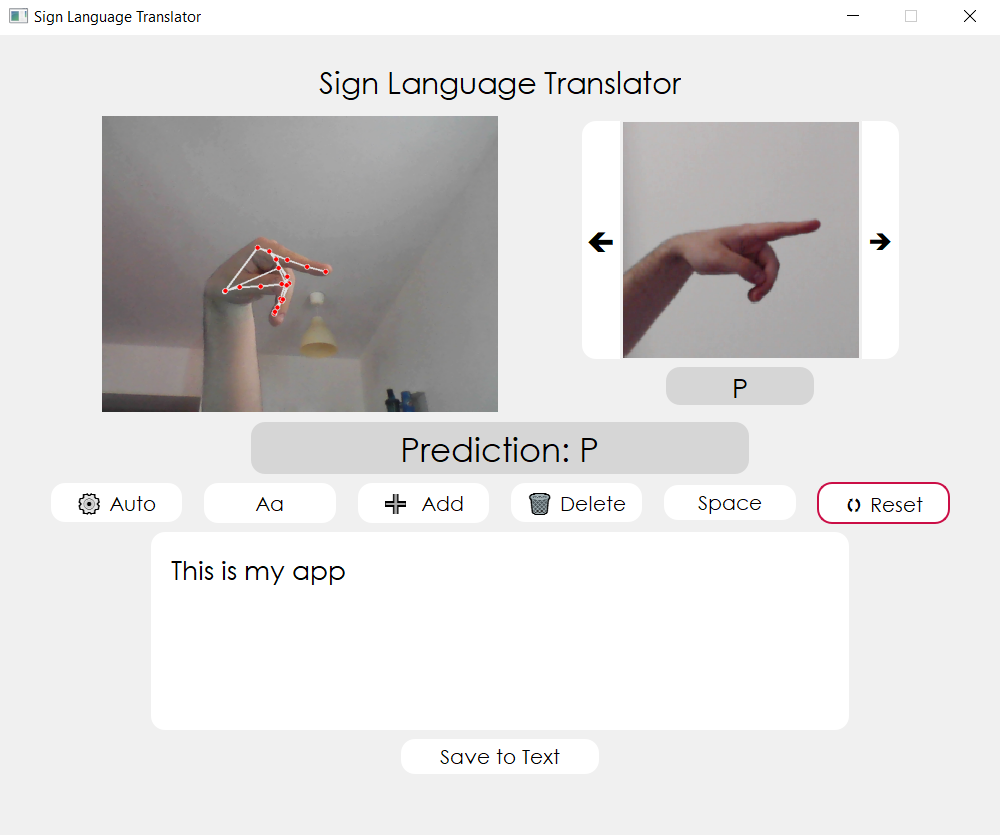 Sign Language Translator
Sign Language Translator
P
Prediction: P
Auto
Aa
Add
Delete
Space
Reset
This is my app
Save to Text